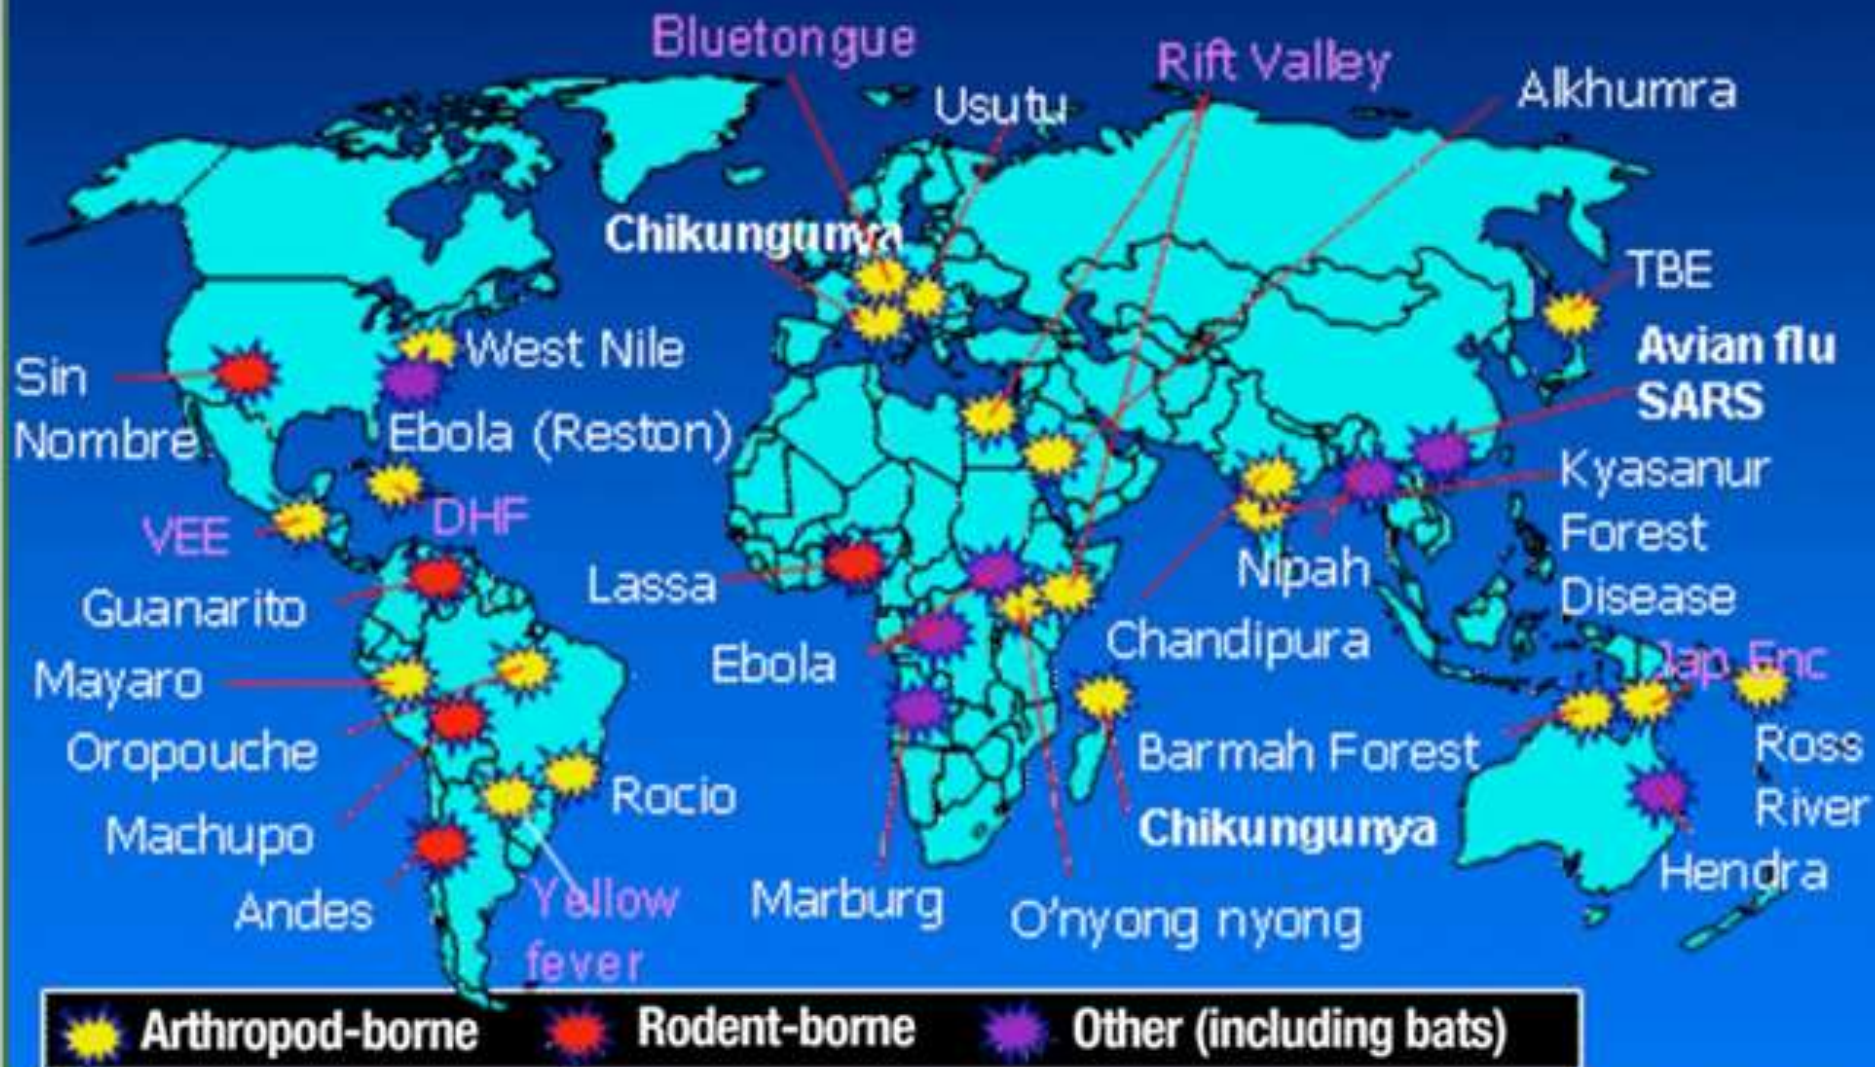 Bluetongue
Rift Valley
Alkhumra
Usutu
Chikungunya
TBE
Avian flu
SARS
West Nile
Sin
Nombre
Ebola (Reston)
Kyasanur
Forest
Disease
VEE
DHF
Nipah
Lassa
Guanarito
Chandipura
Ebola
Mayaro
Jap Enc
Oropouche
Barmah Forest
Ross
River
Rocio
Machupo
Chikungunya
Hendra
Andes
Yellow
fever
Marburg
O'nyong nyong
Arthropod-borne
Rodent-borne
Other (including bats)